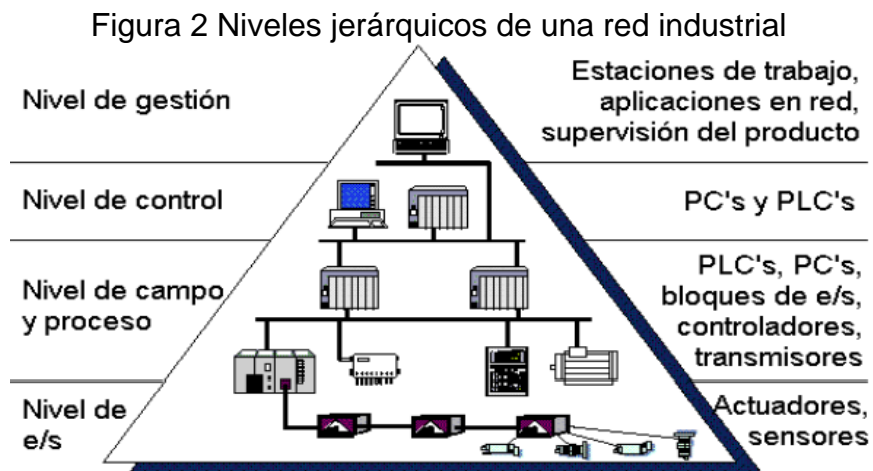 Figura 2 Niveles jerárquicos de una red industrial
Nivel de gestión
Estaciones de trabajo,
aplicaciones en red,
supervisión del producto
Nivel de control
PC's y PLC's
Nivel de campo
y proceso
PLC's, PC's,
bloques de e/s,
controladores,
transmisores
Nivel de
e/s
Actuadores,
sensores